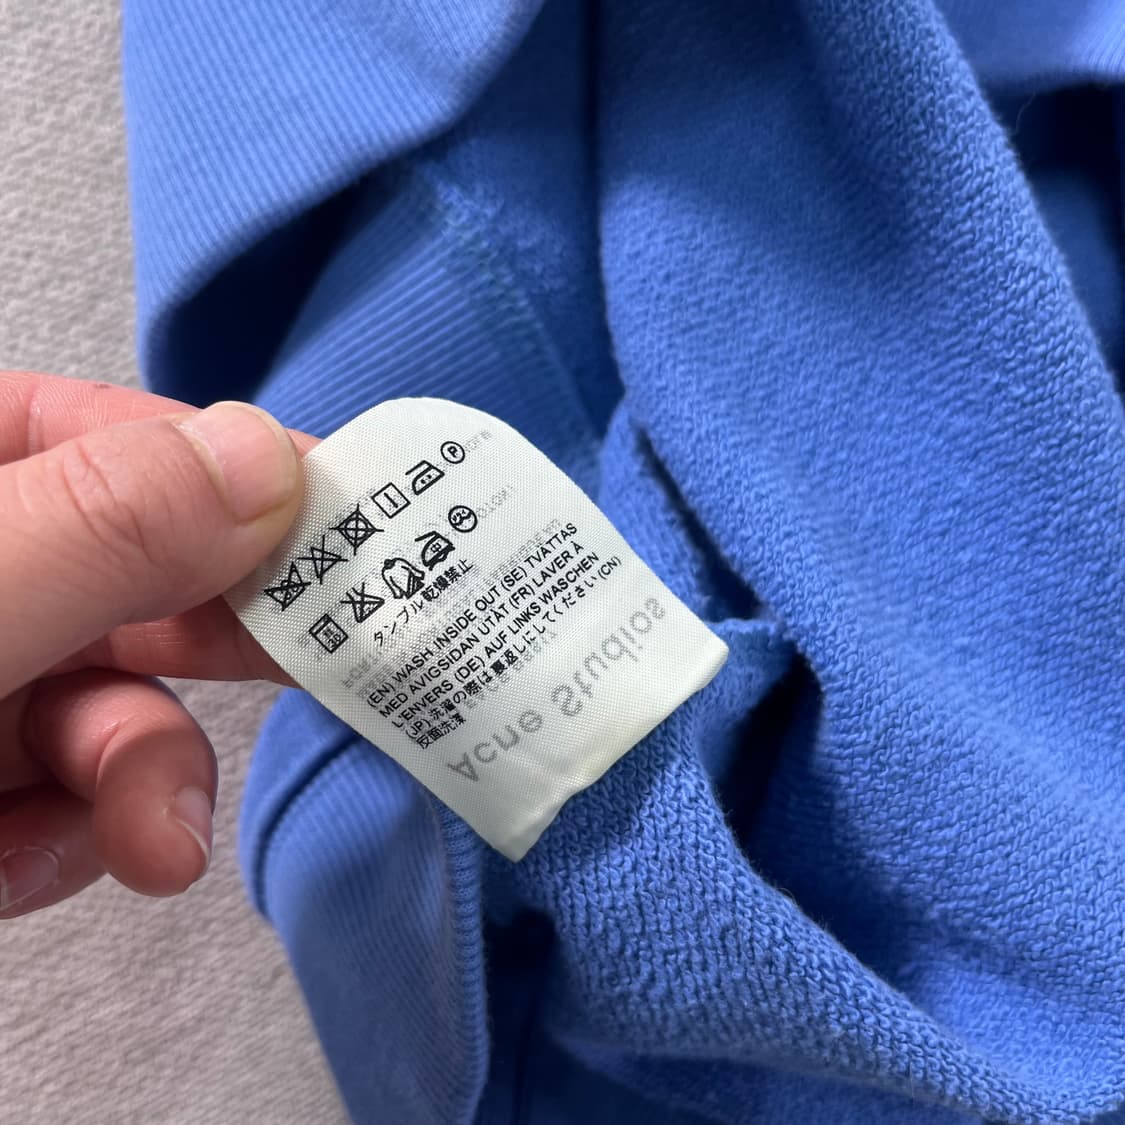 P
タンブル乾燥禁止
(EN) WASH INSIDE OUT (SE) TVÄTTAS
MED AVIGSIDAN UTÅT (FR) LAVER À
L'ENVERS (DE) AUF LINKS WASCHEN
(JP) 洗濯の際は裏返しにしてください (CN)
反面洗滌
Acne Studios